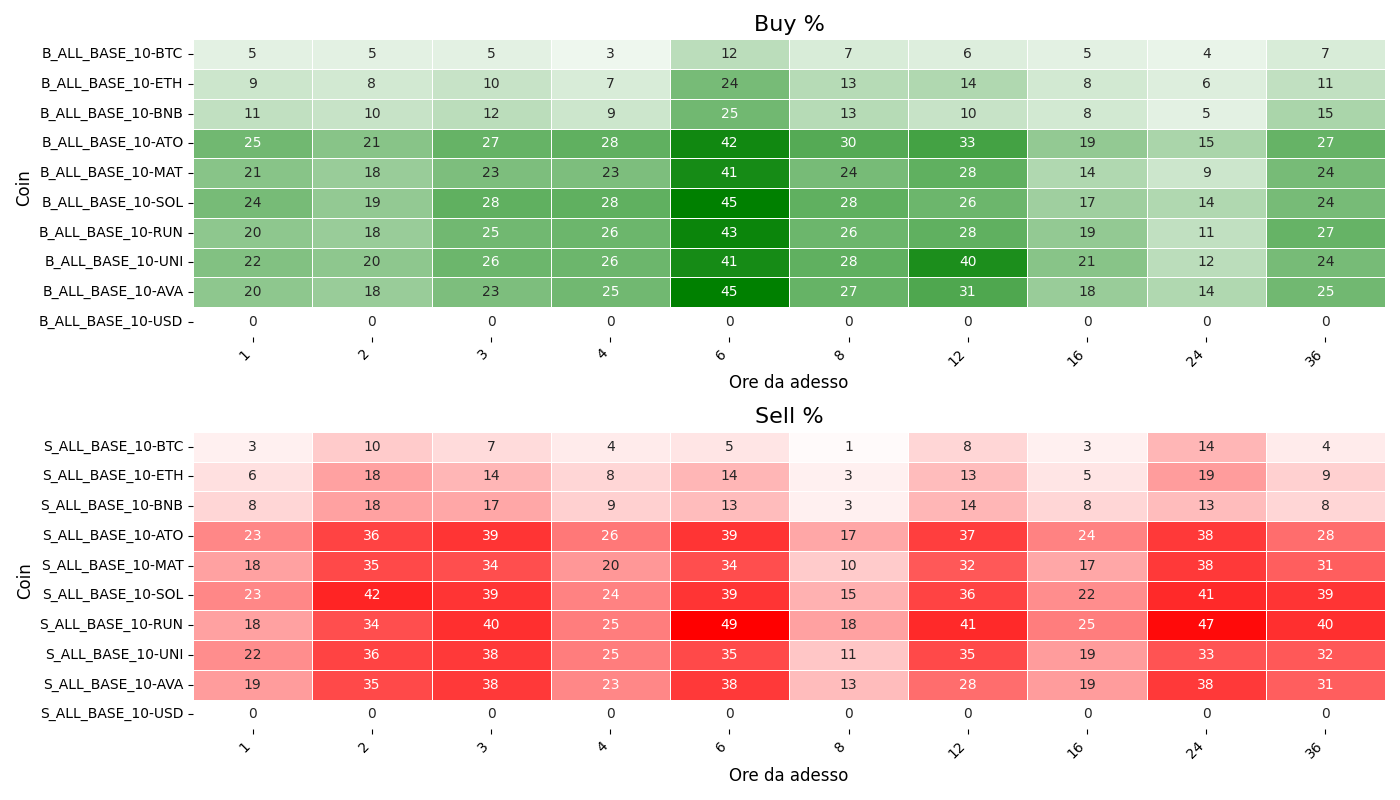 Buy %
Coin
B_ALL_BASE_10-BTC 5 5 5 3 12 7 6 5 4 7
B_ALL_BASE_10-ETH 9 8 10 7 24 13 14 8 6 11
B_ALL_BASE_10-BNB 11 10 12 9 25 13 10 8 5 15
B_ALL_BASE_10-ATO 25 21 27 28 42 30 33 19 15 27
B_ALL_BASE_10-MAT 21 18 23 23 41 24 28 14 9 24
B_ALL_BASE_10-SOL 24 19 28 28 45 28 26 17 14 24
B_ALL_BASE_10-RUN 20 18 25 26 43 26 28 19 11 27
B_ALL_BASE_10-UNI 22 20 26 26 41 28 40 21 12 24
B_ALL_BASE_10-AVA 20 18 23 25 45 27 31 18 14 25
B_ALL_BASE_10-USD 0 0 0 0 0 0 0 0 0 0
1 2 3 4 6 8 12 16 24 36
Ore da adesso
Sell %
Coin
S_ALL_BASE_10-BTC 3 10 7 4 5 1 8 3 14 4
S_ALL_BASE_10-ETH 6 18 14 8 14 3 13 5 19 9
S_ALL_BASE_10-BNB 8 18 17 9 13 3 14 8 13 8
S_ALL_BASE_10-ATO 23 36 39 26 39 17 37 24 38 28
S_ALL_BASE_10-MAT 18 35 34 20 34 10 32 17 38 31
S_ALL_BASE_10-SOL 23 42 39 24 39 15 36 22 41 39
S_ALL_BASE_10-RUN 18 34 40 25 49 18 41 25 47 40
S_ALL_BASE_10-UNI 22 36 38 25 35 11 35 19 33 32
S_ALL_BASE_10-AVA 19 35 38 23 38 13 28 19 38 31
S_ALL_BASE_10-USD 0 0 0 0 0 0 0 0 0 0
1 2 3 4 6 8 12 16 24 36
Ore da adesso